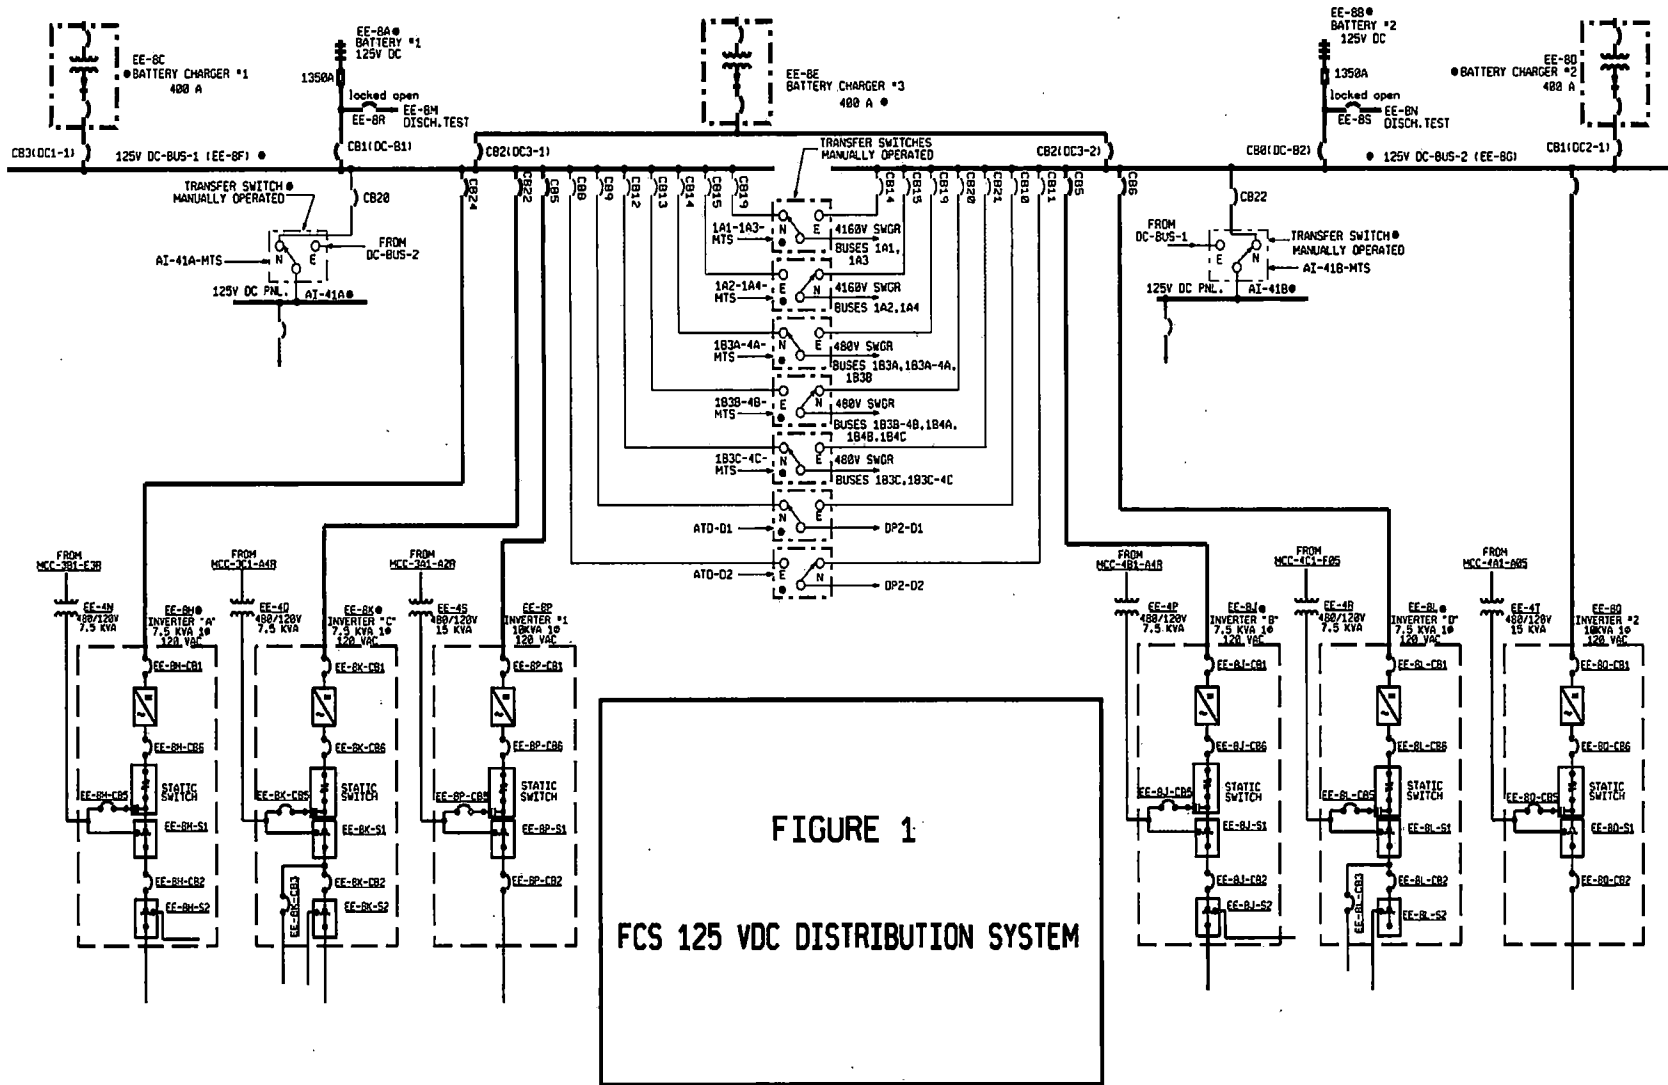 EE-8C
BATTERY CHARGER #1
400 A
EE-8A
BATTERY #1
125V DC
1350A
locked open
EE-8R
EE-8M
DISCH.TEST
EE-8E
BATTERY CHARGER #3
400 A
EE-8B
BATTERY #2
125V DC
1350A
locked open
EE-8S
EE-8N
DISCH.TEST
EE-8D
BATTERY CHARGER #2
400 A
CB3(DC1-1)
125V DC-BUS-1 (EE-8F)
CB1(DC-B1)
CB2(DC3-1)
TRANSFER SWITCHES
MANUALLY OPERATED
CB2(DC3-2)
CB8(DC-B2)
125V DC-BUS-2 (EE-8G)
CB1(DC2-1)
TRANSFER SWITCH
MANUALLY OPERATED
CB20
N
E
FROM
DC-BUS-2
AI-41A-MTS
125V DC PNL.
AI-41A
CB24
CB22
CB5
CB8
CB9
CB12
CB13
CB14
CB15
CB19
CB14
CB15
CB19
CB20
CB21
CB10
CB11
CB5
CB6
CB22
FROM
DC-BUS-1
E
N
TRANSFER SWITCH
MANUALLY OPERATED
AI-41B-MTS
125V DC PNL.
AI-41B
1A1-1A3-
MTS
N
E
4160V SWGR
BUSES 1A1,
1A3
1A2-1A4-
MTS
E
N
4160V SWGR
BUSES 1A2,1A4
1B3A-4A-
MTS
N
E
480V SWGR
BUSES 1B3A,1B3A-4A,
1B3B
1B3B-4B-
MTS
E
N
480V SWGR
BUSES 1B3B-4B,1B4A,
1B4B,1B4C
1B3C-4C-
MTS
N
E
480V SWGR
BUSES 1B3C,1B3C-4C
ATD-D1
N
E
DP2-D1
ATD-D2
E
N
DP2-D2
FROM
MCC-3B1-E3R
EE-4N
480/120V
7.5 KVA
EE-8H
INVERTER "A"
7.5 KVA 1Ø
120 VAC
EE-8H-CB1
EE-8H-CB6
STATIC
SWITCH
EE-8H-CB5
EE-8H-S1
EE-8H-CB2
EE-8H-S2
FROM
MCC-3C1-A4R
EE-4Q
480/120V
7.5 KVA
EE-8K
INVERTER "C"
7.5 KVA 1Ø
120 VAC
EE-8K-CB1
EE-8K-CB6
STATIC
SWITCH
EE-8K-CB5
EE-8K-S1
EE-8K-CB2
EE-8K-CB3
EE-8K-S2
FROM
MCC-3A1-A2R
EE-4S
480/120V
15 KVA
EE-8P
INVERTER #1
10KVA 1Ø
120 VAC
EE-8P-CB1
EE-8P-CB6
STATIC
SWITCH
EE-8P-CB5
EE-8P-S1
EE-8P-CB2
FROM
MCC-4B1-A4R
EE-4P
480/120V
7.5 KVA
EE-8J
INVERTER "B"
7.5 KVA 1Ø
120 VAC
EE-8J-CB1
EE-8J-CB6
STATIC
SWITCH
EE-8J-CB5
EE-8J-S1
EE-8J-CB2
EE-8J-S2
FROM
MCC-4C1-F05
EE-4R
480/120V
7.5 KVA
EE-8L
INVERTER "D"
7.5 KVA 1Ø
120 VAC
EE-8L-CB1
EE-8L-CB6
STATIC
SWITCH
EE-8L-CB5
EE-8L-S1
EE-8L-CB2
EE-8L-CB3
EE-8L-S2
FROM
MCC-4A1-A05
EE-4T
480/120V
15 KVA
EE-8Q
INVERTER #2
10KVA 1Ø
120 VAC
EE-8Q-CB1
EE-8Q-CB6
STATIC
SWITCH
EE-8Q-CB5
EE-8Q-S1
EE-8Q-CB2
FIGURE 1
FCS 125 VDC DISTRIBUTION SYSTEM